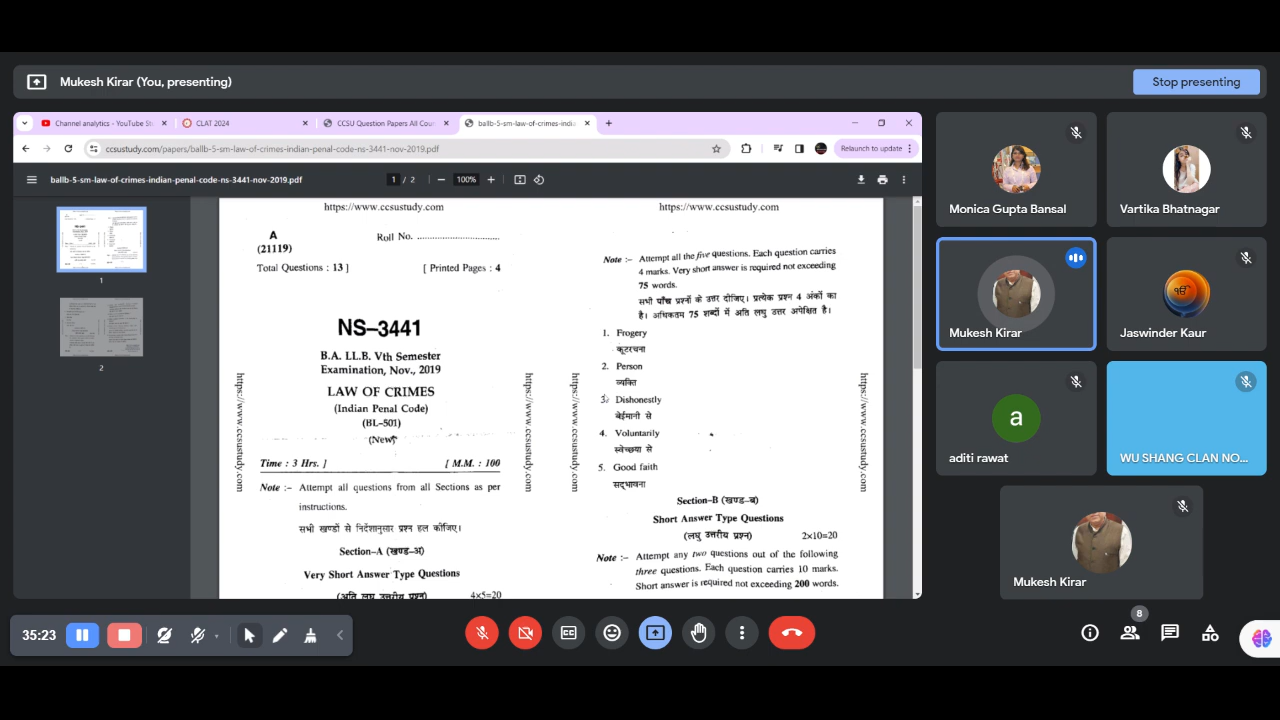 Mukesh Kirar (You, presenting)
Stop presenting
Channel analytics - YouTube St
CLAT 2024
CCSU Question Papers All Cou
ballb-5-sm-law-of-crimes-india
ccsustudy.com/papers/ballb-5-sm-law-of-crimes-indian-penal-code-ns-3441-nov-2019.pdf
Relaunch to update
ballb-5-sm-law-of-crimes-indian-penal-code-ns-3441-nov-2019.pdf
1 / 2
100%
1
2
https://www.ccsustudy.com
A
(21119)
Roll No. ................................
Total Questions : 13 ]
[ Printed Pages : 4
NS–3441
B.A. LL.B. Vth Semester
Examination, Nov., 2019
LAW OF CRIMES
(Indian Penal Code)
(BL-501)
(New)
https://www.ccsustudy.com
https://www.ccsustudy.com
Time : 3 Hrs. ]
[ M.M. : 100
Note :– Attempt all questions from all Sections as per
instructions.
सभी खण्डों से निर्देशानुसार प्रश्न हल कीजिए।
Section-A (खण्ड-अ)
Very Short Answer Type Questions
(अति लघु उत्तरीय प्रश्न)
4×5=20
https://www.ccsustudy.com
Note :– Attempt all the five questions. Each question carries
4 marks. Very short answer is required not exceeding
75 words.
सभी पाँच प्रश्नों के उत्तर दीजिए। प्रत्येक प्रश्न 4 अंकों का
है। अधिकतम 75 शब्दों में अति लघु उत्तर अपेक्षित है।
1. Frogery
कूटरचना
2. Person
व्यक्ति
3. Dishonestly
बेईमानी से
4. Voluntarily
स्वेच्छया से
5. Good faith
सद्भावना
https://www.ccsustudy.com
https://www.ccsustudy.com
Section-B (खण्ड-ब)
Short Answer Type Questions
(लघु उत्तरीय प्रश्न)
2×10=20
Note :– Attempt any two questions out of the following
three questions. Each question carries 10 marks.
Short answer is required not exceeding 200 words.
Monica Gupta Bansal
Vartika Bhatnagar
Mukesh Kirar
Jaswinder Kaur
a
aditi rawat
WU SHANG CLAN NO...
Mukesh Kirar
35:23
8